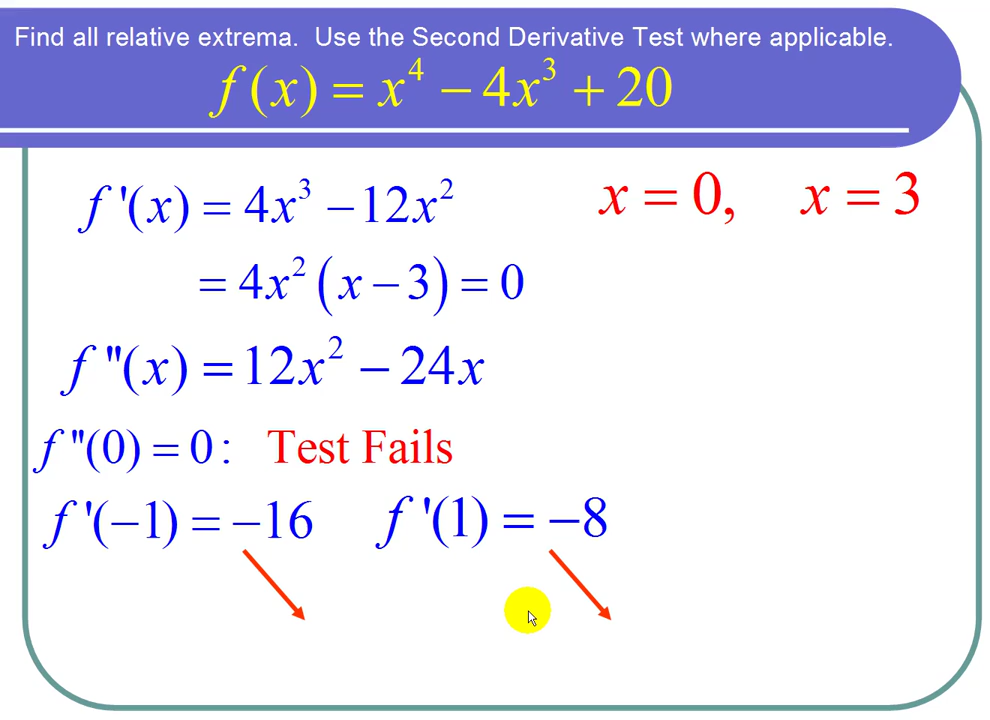 Find all relative extrema. Use the Second Derivative Test where applicable.
f(x) = x⁴ − 4x³ + 20
f'(x) = 4x³ − 12x² x = 0, x = 3
= 4x²(x − 3) = 0
f"(x) = 12x² − 24x
f"(0) = 0: Test Fails
f'(−1) = −16 f'(1) = −8